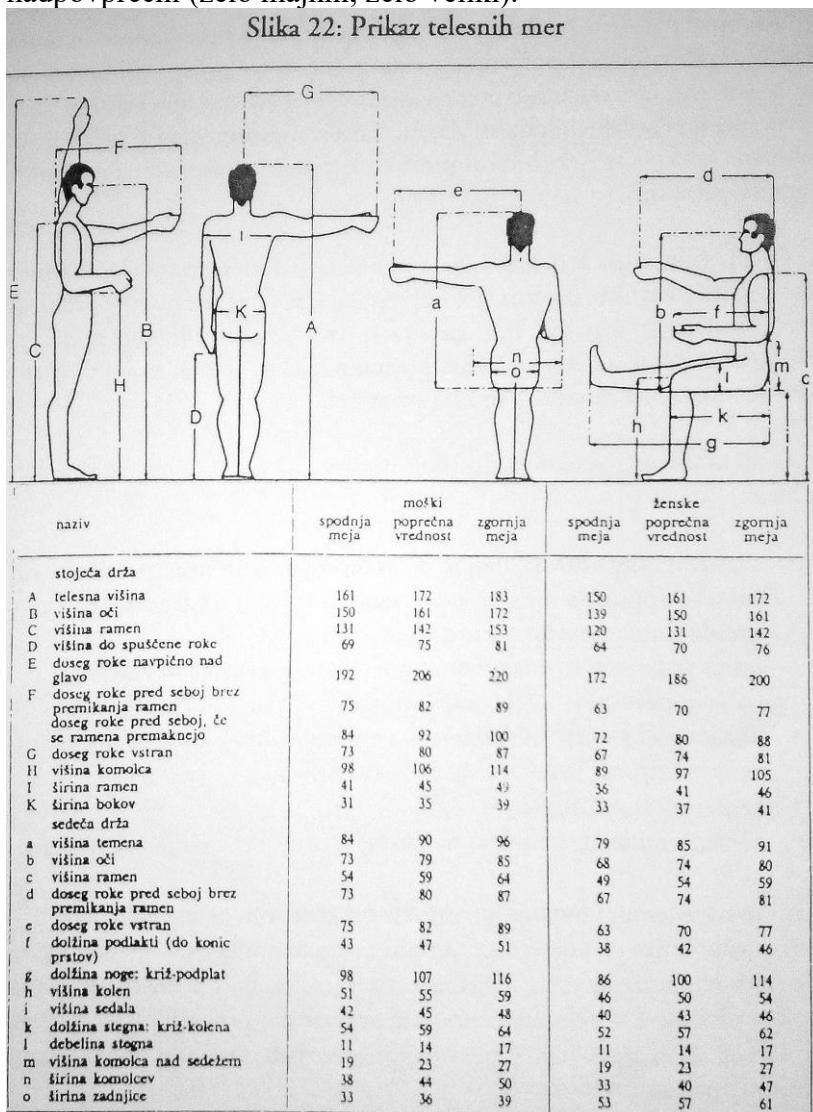 nadpovprečni (zelo majhni, zelo veliki).
Slika 22: Prikaz telesnih mer
G
F
d
e
I
E
a
b
f
K
B
A
C
n
m
c
o
l
H
D
h
k
g
moški ženske
naziv spodnja meja poprečna vrednost zgornja meja spodnja meja poprečna vrednost zgornja meja
stoječa drža
A telesna višina 161 172 183 150 161 172
B višina oči 150 161 172 139 150 161
C višina ramen 131 142 153 120 131 142
D višina do spuščene roke 69 75 81 64 70 76
E doseg roke navpično nad
glavo 192 206 220 172 186 200
F doseg roke pred seboj brez
premikanja ramen 75 82 89 63 70 77
doseg roke pred seboj, če
se ramena premaknejo 84 92 100 72 80 88
G doseg roke vstran 73 80 87 67 74 81
H višina komolca 98 106 114 89 97 105
I širina ramen 41 45 49 36 41 46
K širina bokov 31 35 39 33 37 41
sedeča drža
a višina temena 84 90 96 79 85 91
b višina oči 73 79 85 68 74 80
c višina ramen 54 59 64 49 54 59
d doseg roke pred seboj brez
premikanja ramen 73 80 87 67 74 81
e doseg roke vstran 75 82 89 63 70 77
f dolžina podlakti (do konic
prstov) 43 47 51 38 42 46
g dolžina noge: križ-podplat 98 107 116 86 100 114
h višina kolen 51 55 59 46 50 54
i višina sedala 42 45 48 40 43 46
k dolžina stegna: križ-kolena 54 59 64 52 57 62
l debelina stegna 11 14 17 11 14 17
m višina komolca nad sedežem 19 23 27 19 23 27
n širina komolcev 38 44 50 33 40 47
o širina zadnjice 33 36 39 53 57 61